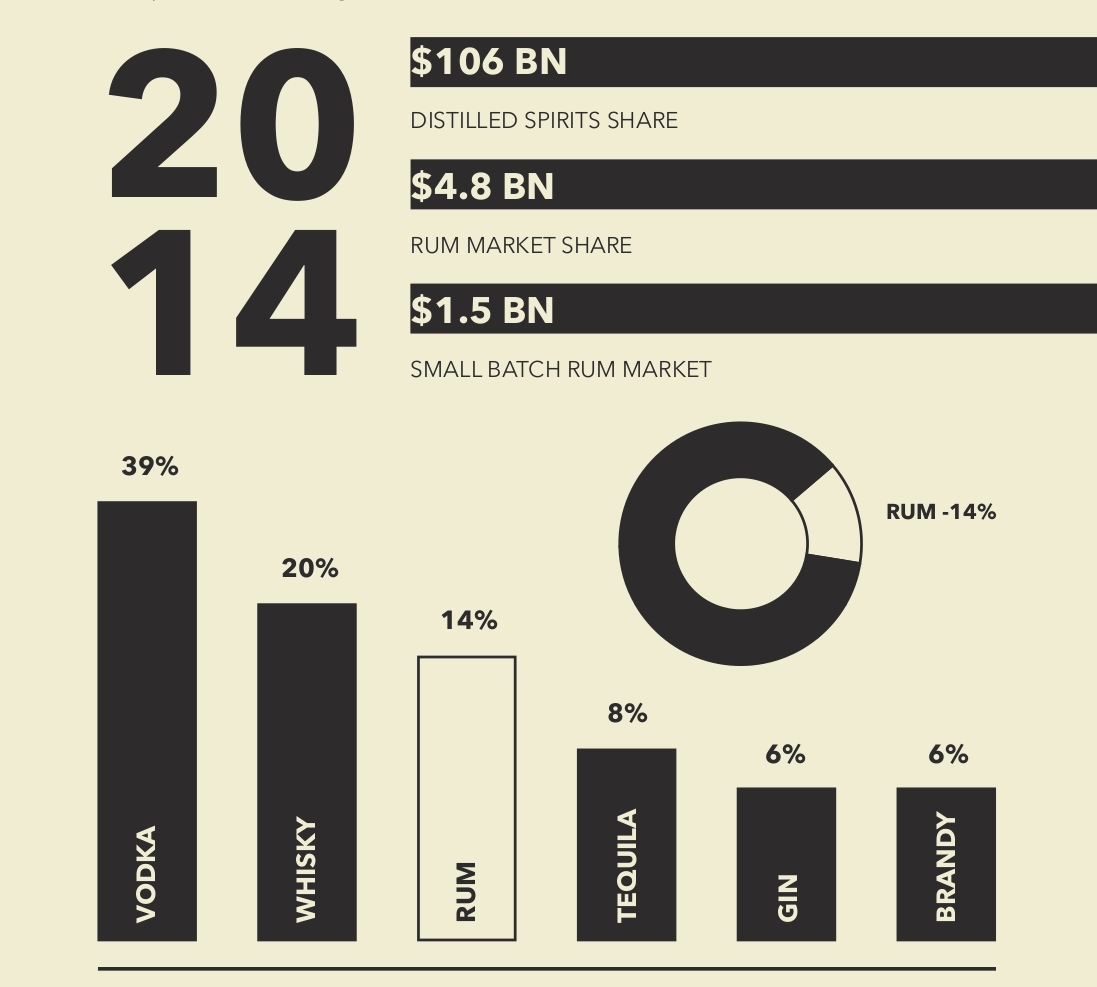 20
14
$106 BN
DISTILLED SPIRITS SHARE
$4.8 BN
RUM MARKET SHARE
$1.5 BN
SMALL BATCH RUM MARKET
RUM -14%
39%
20%
14%
8%
6%
6%
VODKA
WHISKY
RUM
TEQUILA
GIN
BRANDY